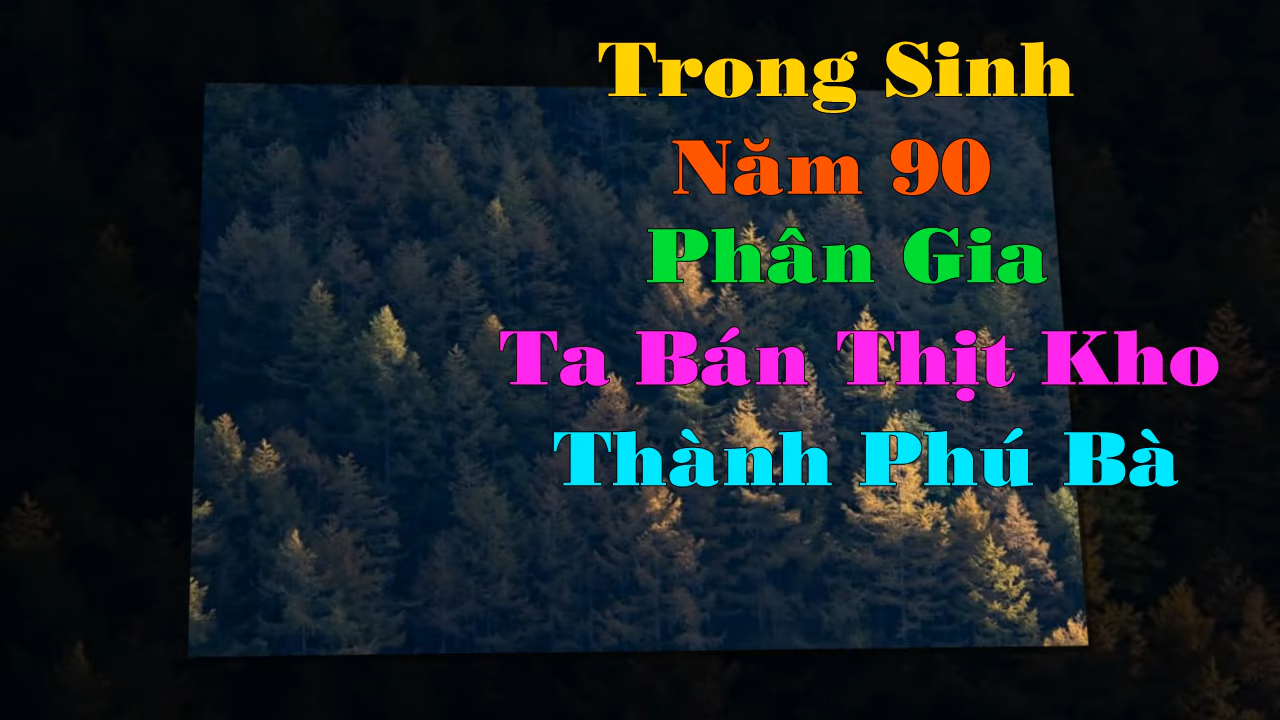 Trong Sinh
Năm 90
Phân Gia
Ta Bán Thịt Kho
Thành Phú Bà